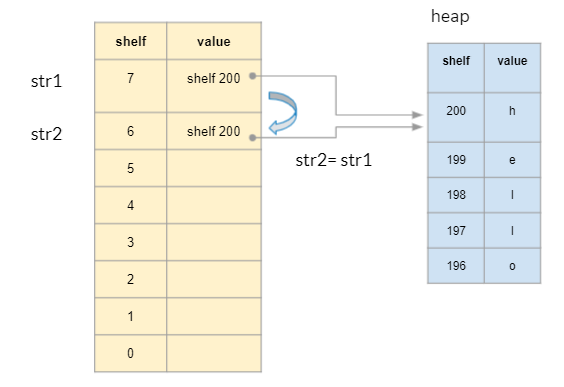 heap
shelf value
shelf value
str1 7 shelf 200
200 h
str2 6 shelf 200
str2= str1
199 e
5
198 l
4
197 l
3
196 o
2
1
0